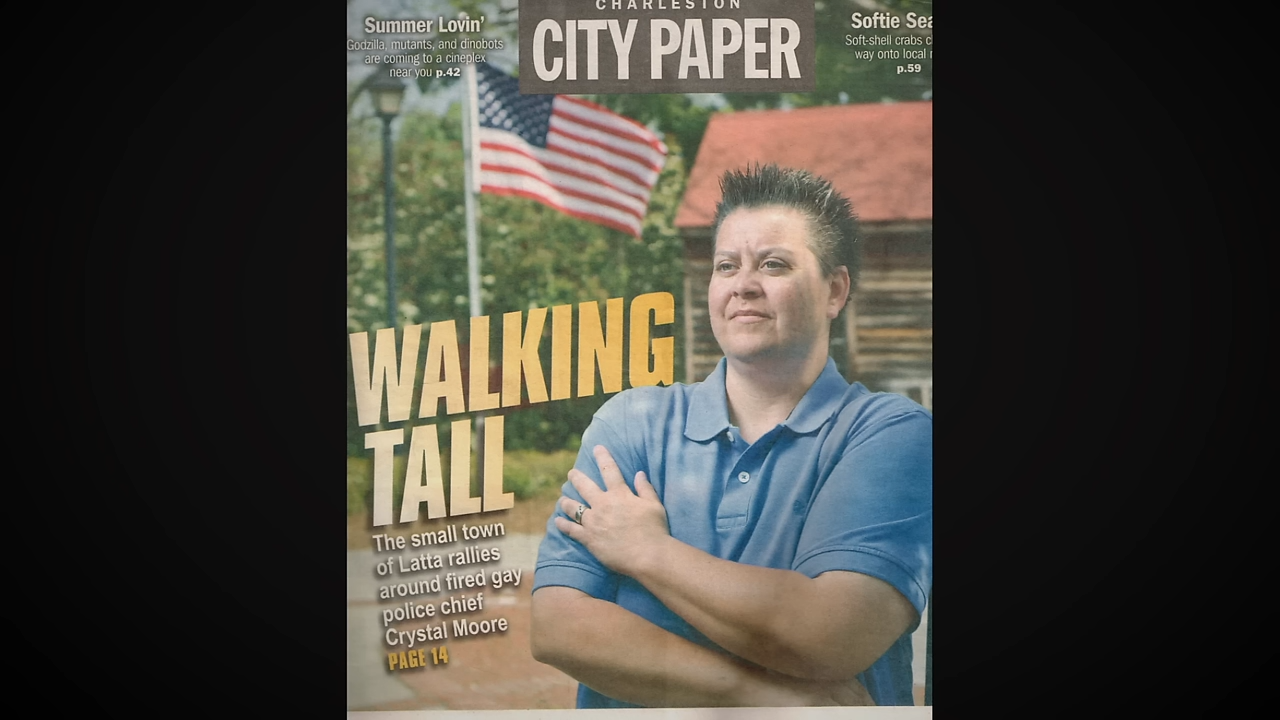 CHARLESTON
CITY PAPER
Summer Lovin'
Godzilla, mutants, and dinobots
are coming to a cineplex
near you p.42
Softie Sea
Soft-shell crabs c
way onto local
p.59
WALKING
TALL
The small town
of Latta rallies
around fired gay
police chief
Crystal Moore
PAGE 14